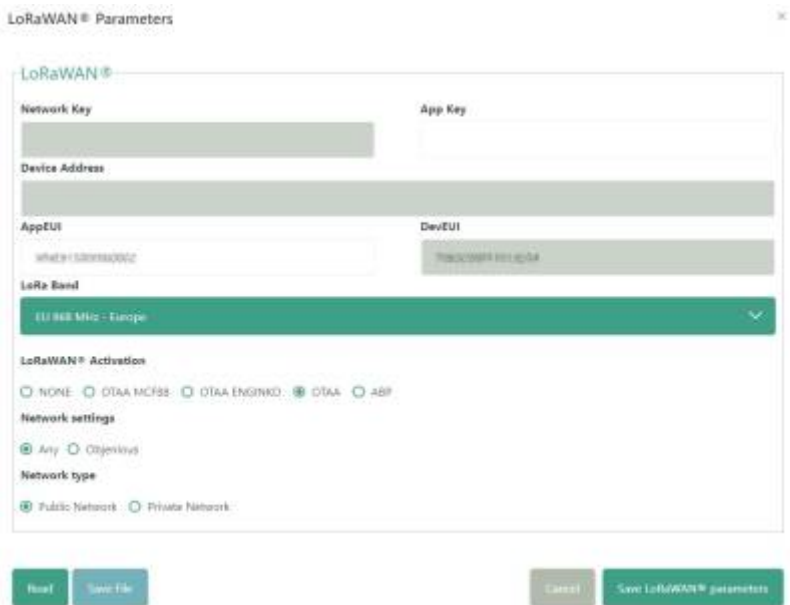 LoRaWAN® Parameters
×
LoRaWAN®
Network Key App Key
Device Address
AppEUI DevEUI
LoRa Band
EU 868 MHz - Europe
LoRaWAN® Activation
NONE OTAA MCF88 OTAA ENGINKO OTAA ABP
Network settings
Any Objenious
Network type
Public Network Private Network
Read Save File Cancel Save LoRaWAN® parameters